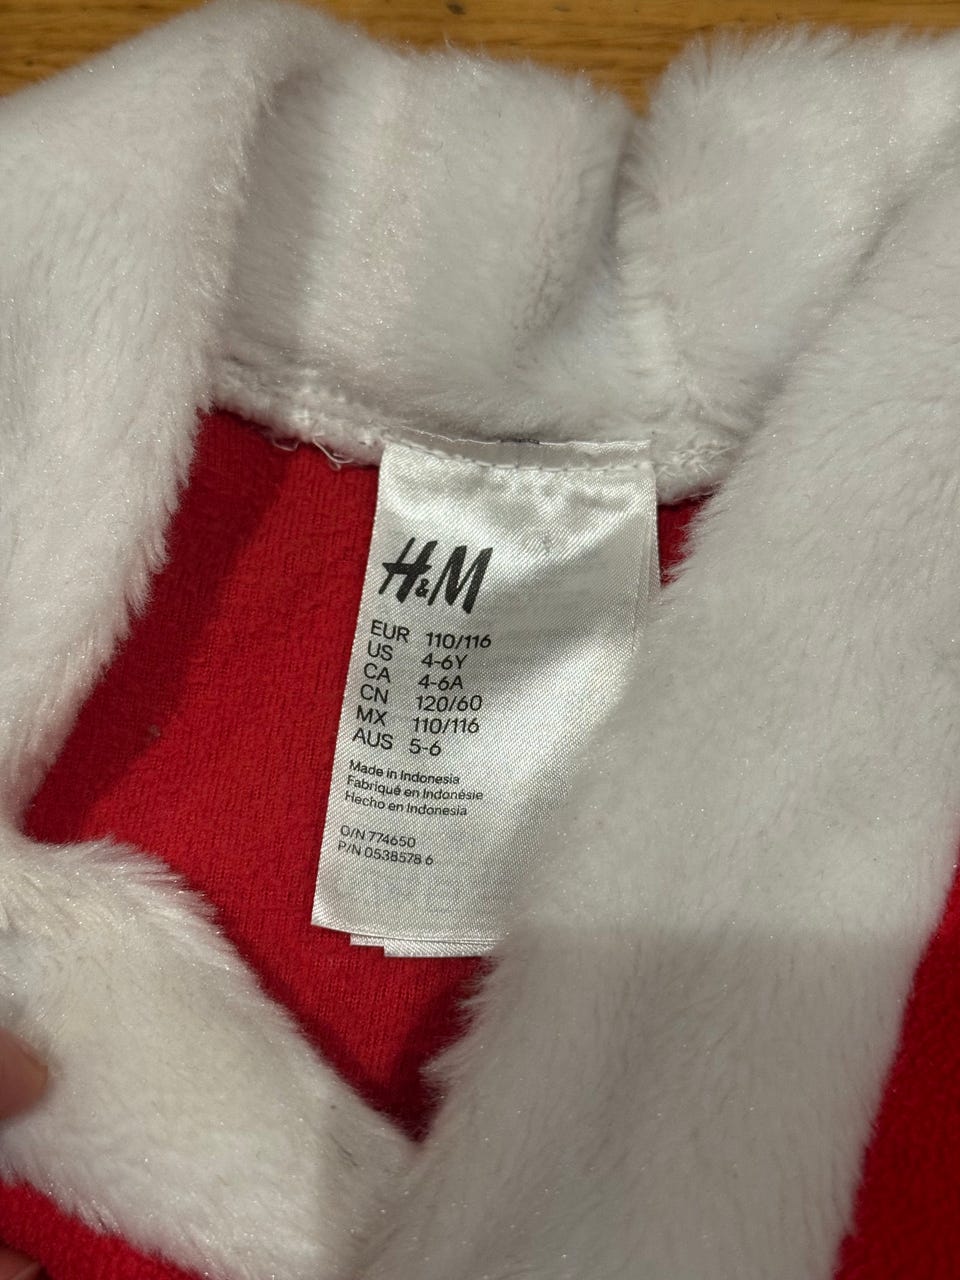 H&M
EUR 110/116
US 4-6Y
CA 4-6A
CN 120/60
MX 110/116
AUS 5-6
Made in Indonesia
Fabriqué en Indonésie
Hecho en Indonesia
O/N 774650
P/N 0538578 6